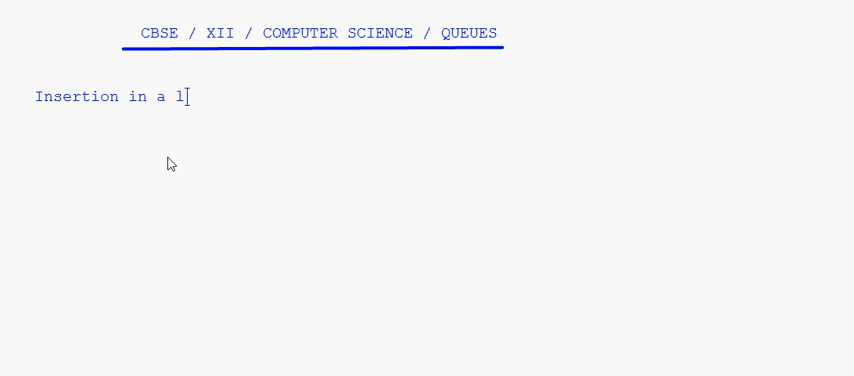 CBSE / XII / COMPUTER SCIENCE / QUEUES
Insertion in a l